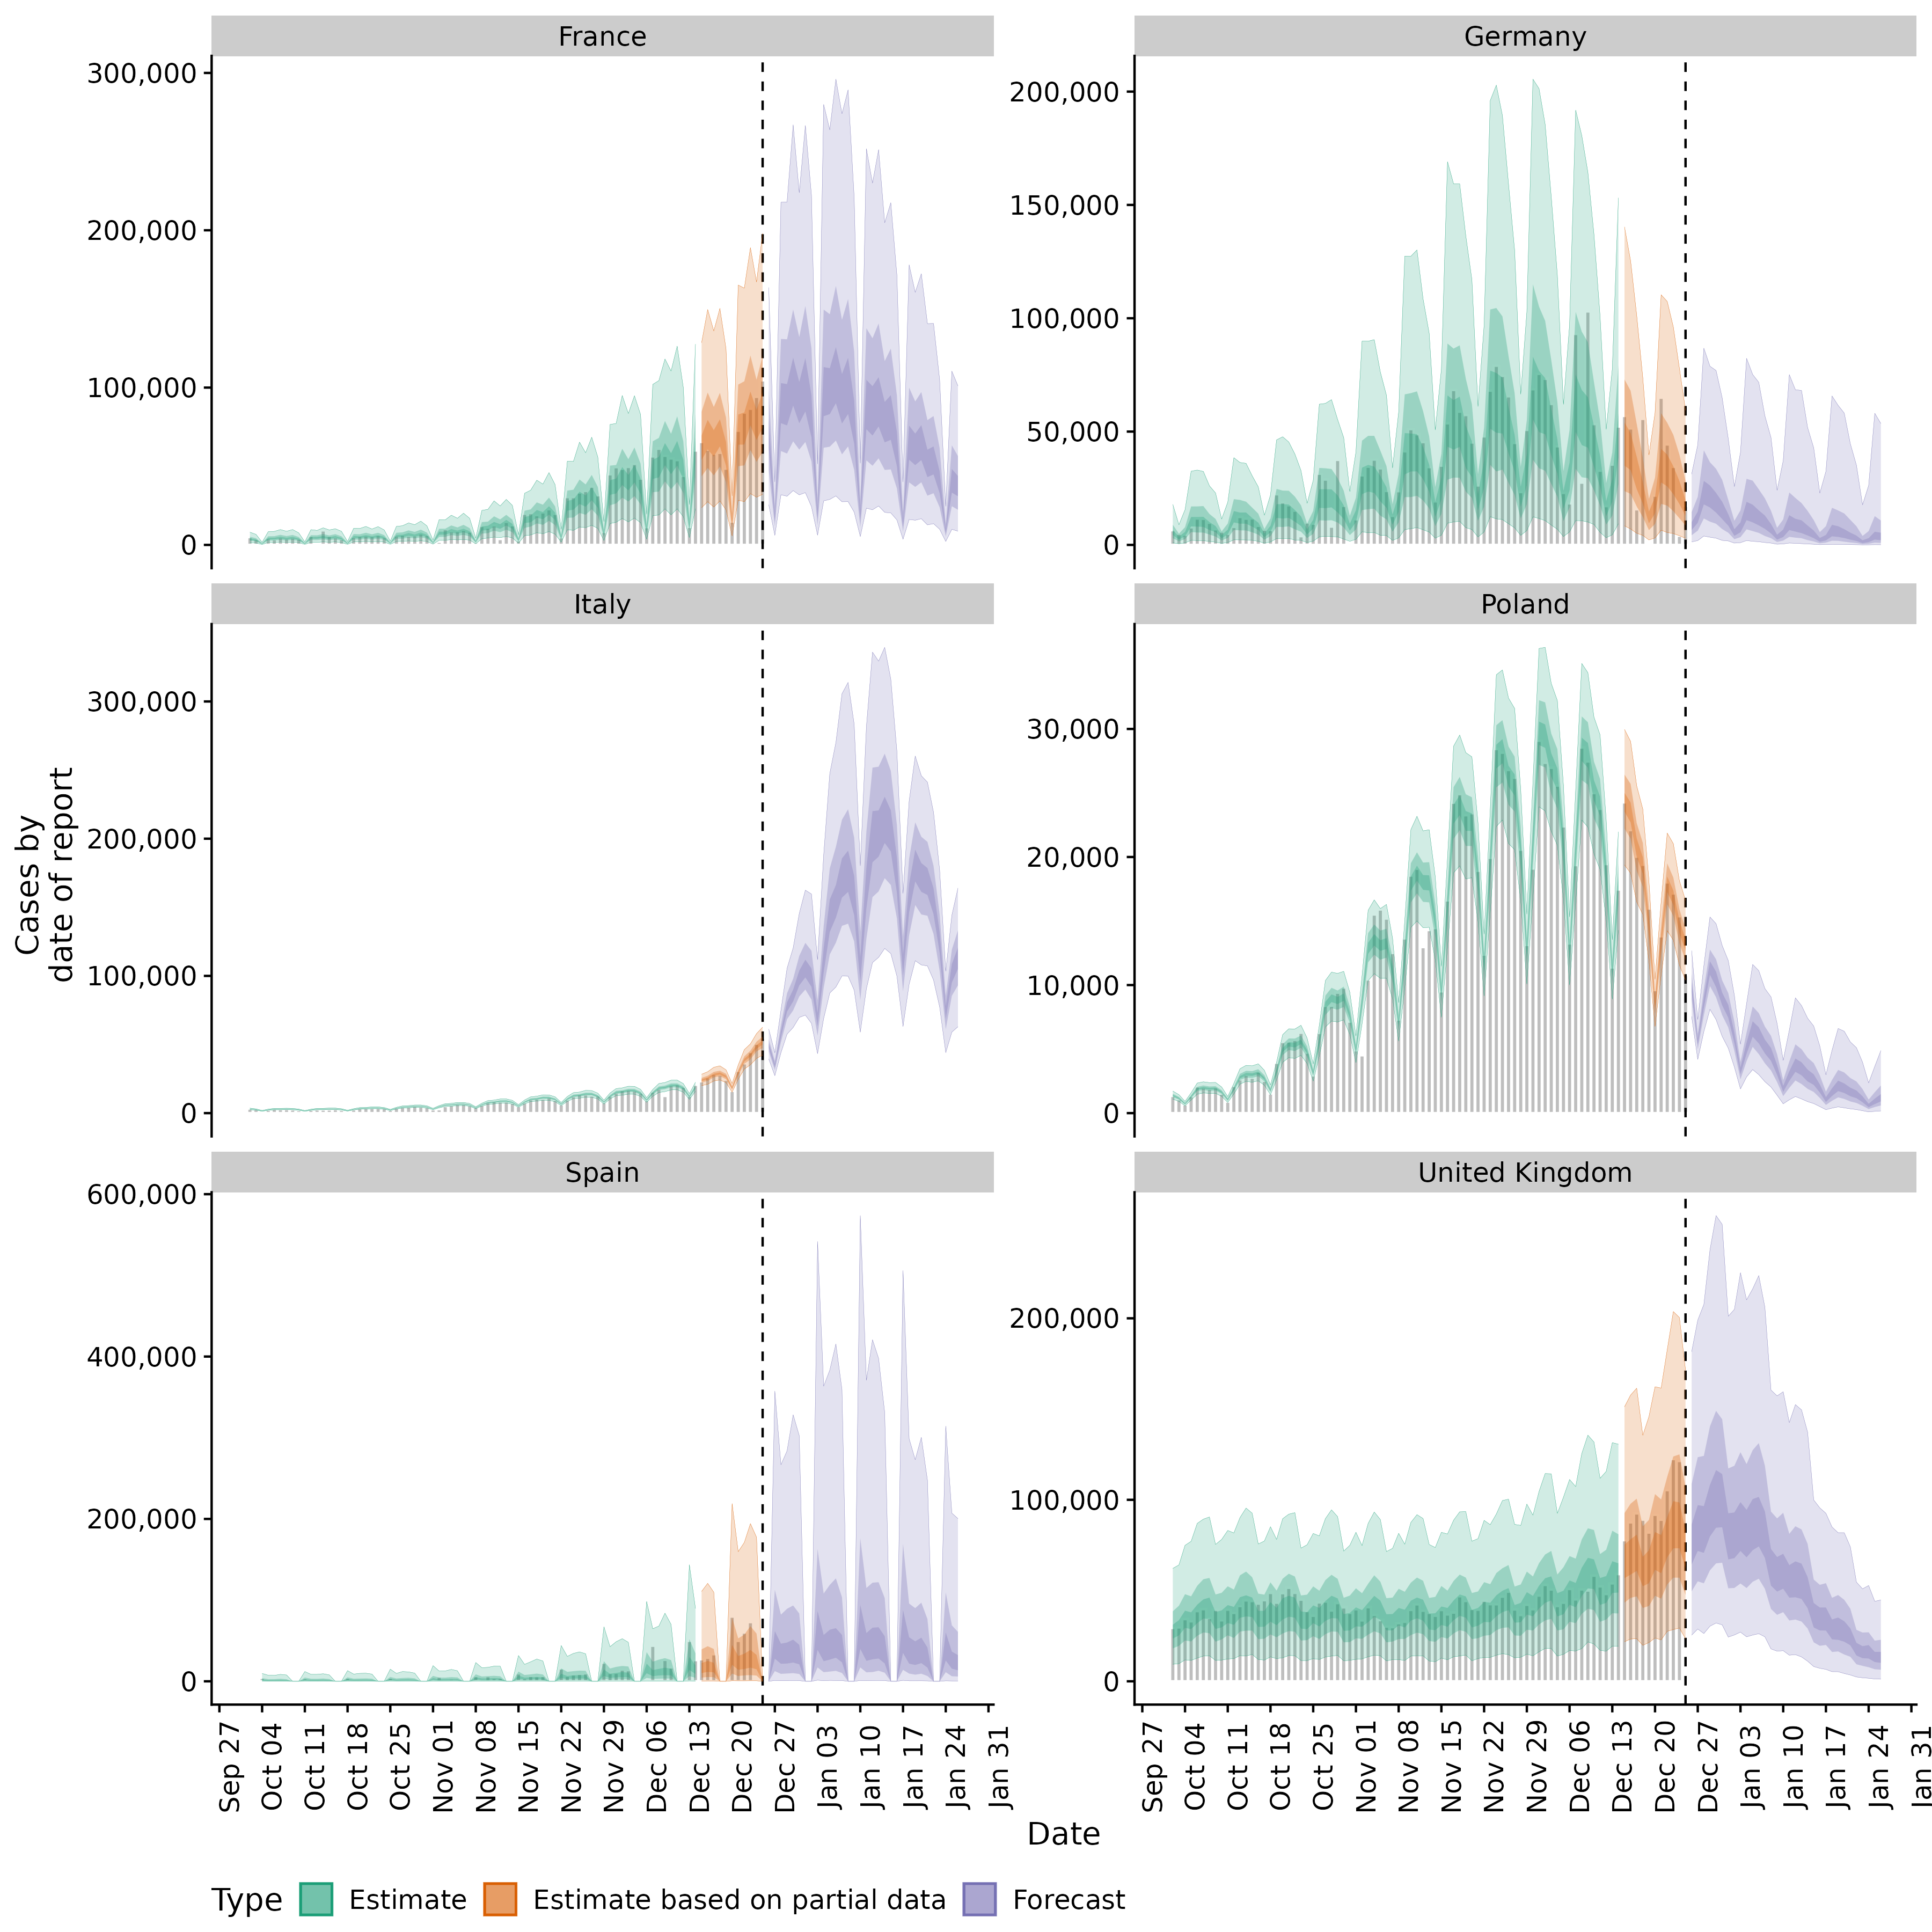 France
Germany
300,000
200,000
100,000
0
200,000
150,000
100,000
50,000
0
Italy
Poland
300,000
200,000
100,000
0
30,000
20,000
10,000
0
Cases by
date of report
Spain
United Kingdom
600,000
400,000
200,000
0
200,000
100,000
0
Sep 27
Oct 04
Oct 11
Oct 18
Oct 25
Nov 01
Nov 08
Nov 15
Nov 22
Nov 29
Dec 06
Dec 13
Dec 20
Dec 27
Jan 03
Jan 10
Jan 17
Jan 24
Jan 31
Sep 27
Oct 04
Oct 11
Oct 18
Oct 25
Nov 01
Nov 08
Nov 15
Nov 22
Nov 29
Dec 06
Dec 13
Dec 20
Dec 27
Jan 03
Jan 10
Jan 17
Jan 24
Jan 31
Date
Type Estimate Estimate based on partial data Forecast